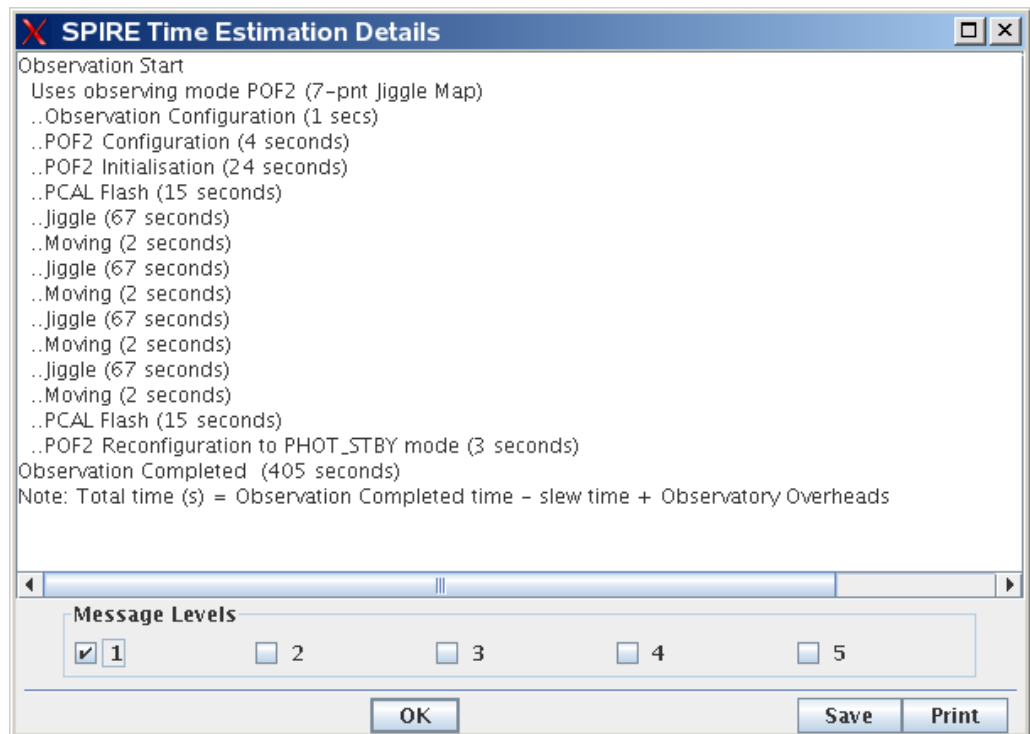 SPIRE Time Estimation Details
Observation Start
Uses observing mode POF2 (7-pnt Jiggle Map)
..Observation Configuration (1 secs)
..POF2 Configuration (4 seconds)
..POF2 Initialisation (24 seconds)
..PCAL Flash (15 seconds)
..Jiggle (67 seconds)
..Moving (2 seconds)
..Jiggle (67 seconds)
..Moving (2 seconds)
..Jiggle (67 seconds)
..Moving (2 seconds)
..Jiggle (67 seconds)
..Moving (2 seconds)
..PCAL Flash (15 seconds)
..POF2 Reconfiguration to PHOT_STBY mode (3 seconds)
Observation Completed (405 seconds)
Note: Total time (s) = Observation Completed time - slew time + Observatory Overheads
Message Levels
1 2 3 4 5
OK Save Print